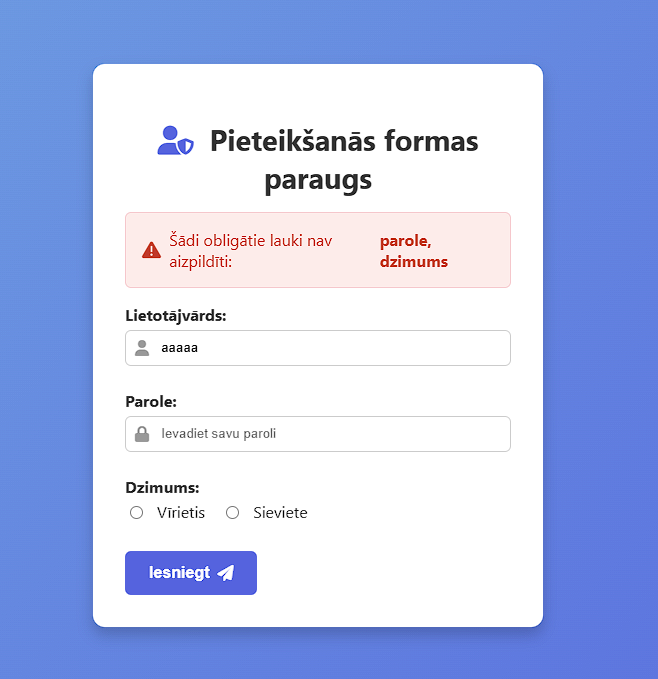 Pieteikšanās formas
paraugs
Šādi obligātie lauki nav
aizpildīti:
parole,
dzimums
Lietotājvārds:
aaaaa
Parole:
Ievadiet savu paroli
Dzimums:
Vīrietis Sieviete
Iesniegt